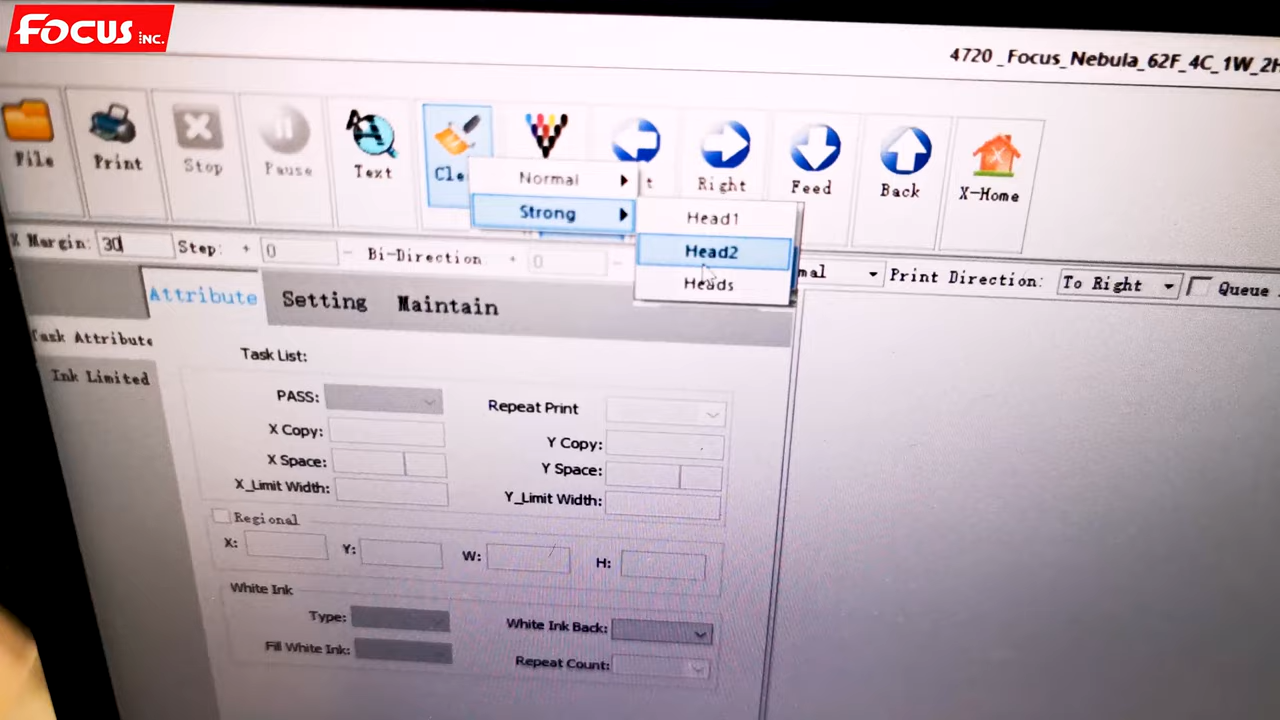 FOCUS INC.
4720 _Focus_Nebula_62F_4C_1W_2H
File
Print
Stop
Pause
Text
Cle
Right
Feed
Back
X-Home
Normal
Strong
Head1
Head2
Heads
X Margin: 30
Step: + 0 -
Bi-Direction: + 0 -
Print Direction: To Right
Queue
Attribute
Setting
Maintain
Task Attribute
Ink Limited
Task List:
PASS:
Repeat Print
X Copy:
Y Copy:
X Space:
Y Space:
X_Limit Width:
Y_Limit Width:
Regional
X:
Y:
W:
H:
White Ink
Type:
White Ink Back:
Fill White Ink:
Repeat Count: